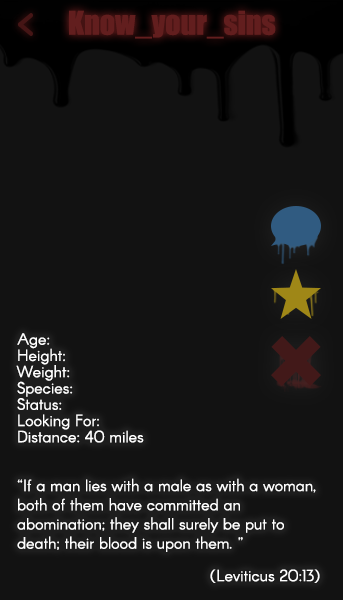 Know_your_sins
Age:
Height:
Weight:
Species:
Status:
Looking For:
Distance: 40 miles
“If a man lies with a male as with a woman,
both of them have committed an
abomination; they shall surely be put to
death; their blood is upon them. ”
(Leviticus 20:13)